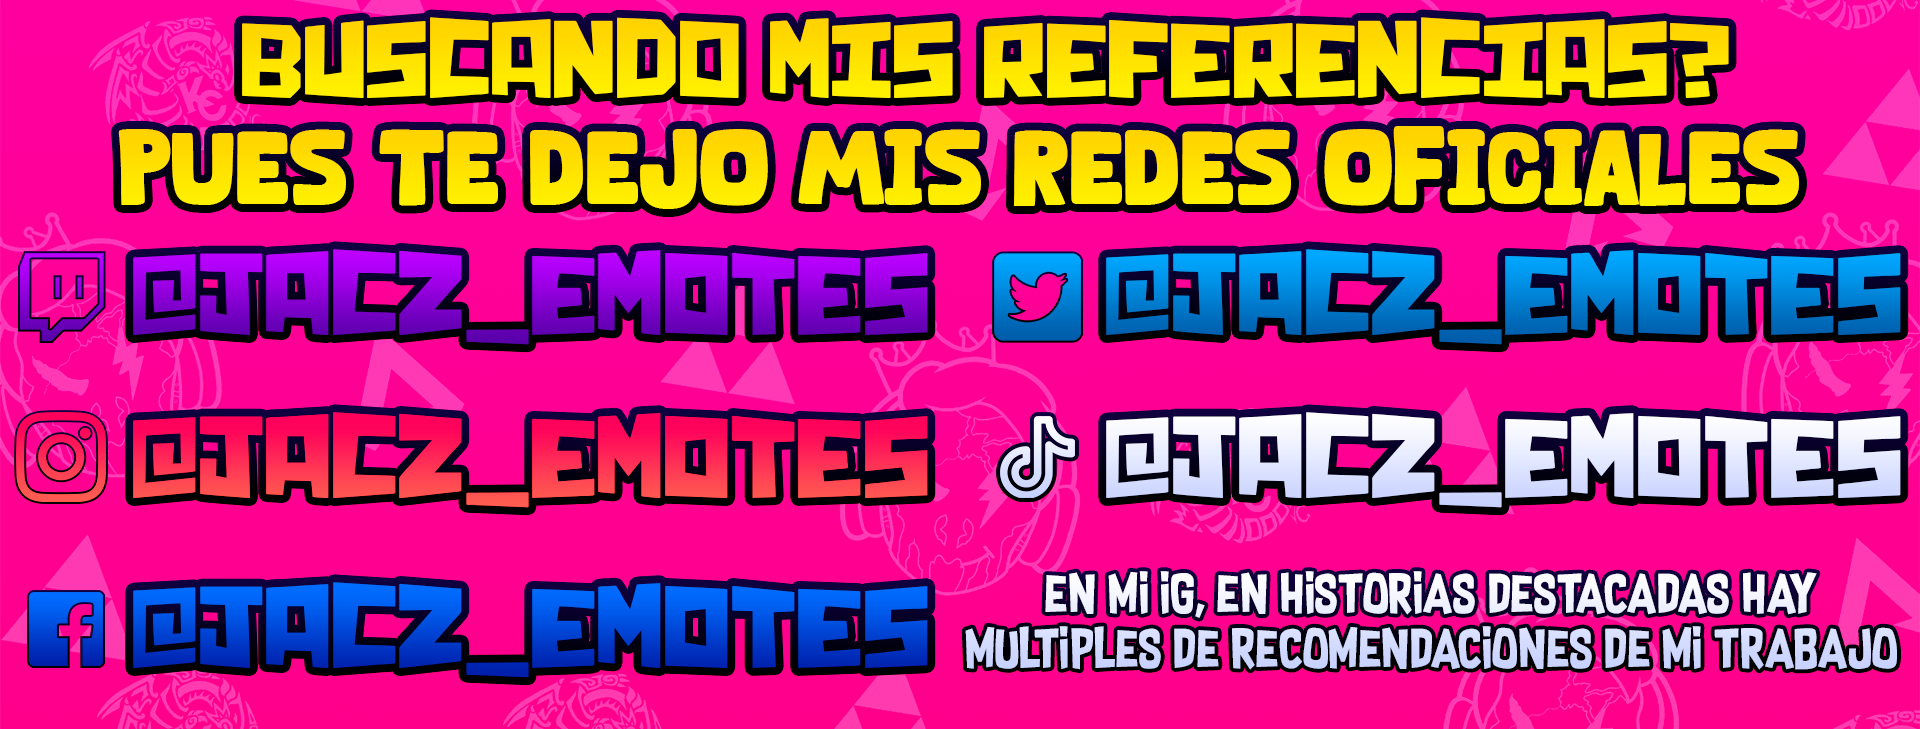 BUSCANDO MIS REFERENCIAS?
PUES TE DEJO MIS REDES OFICIALES
@JACZ_EMOTES
@JACZ_EMOTES
@JACZ_EMOTES
@JACZ_EMOTES
@JACZ_EMOTES
EN Mi iG, EN HiSTORiAS DESTACADAS HAY
MULTiPLES DE RECOMENDACiONES DE Mi TRABAJO